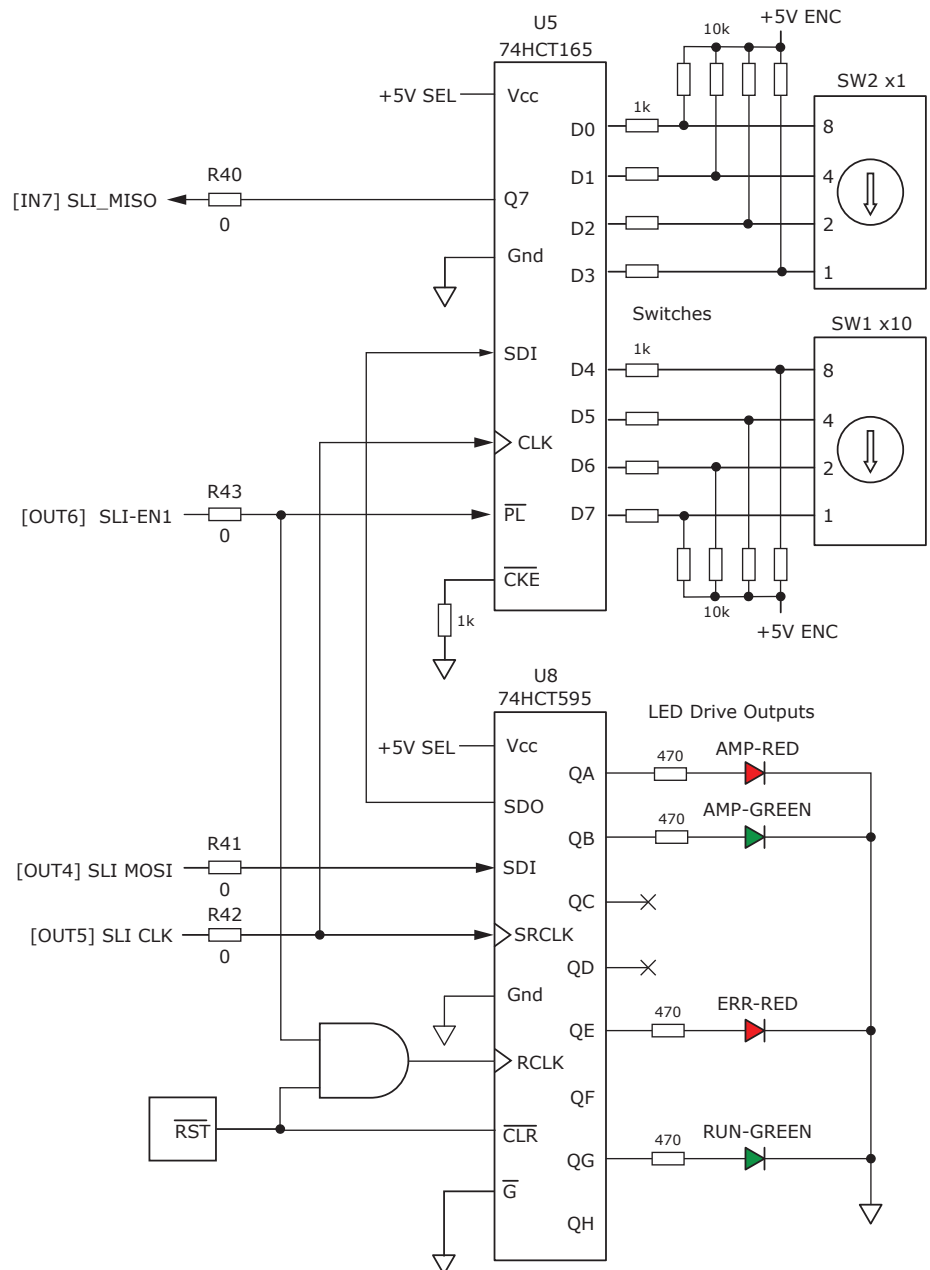 U5
74HCT165
+5V SEL
Vcc
[IN7] SLI_MISO
R40
0
Q7
Gnd
SDI
CLK
[OUT6] SLI-EN1
R43
0
PL
CKE
1k
D0
D1
D2
D3
D4
D5
D6
D7
1k
10k
+5V ENC
SW2 x1
8
4
2
1
Switches
1k
SW1 x10
8
4
2
1
10k
+5V ENC
U8
74HCT595
+5V SEL
Vcc
SDO
[OUT4] SLI MOSI
R41
0
SDI
[OUT5] SLI CLK
R42
0
SRCLK
Gnd
RCLK
RST
CLR
G
QA
QB
QC
QD
QE
QF
QG
QH
LED Drive Outputs
470
AMP-RED
470
AMP-GREEN
470
ERR-RED
470
RUN-GREEN